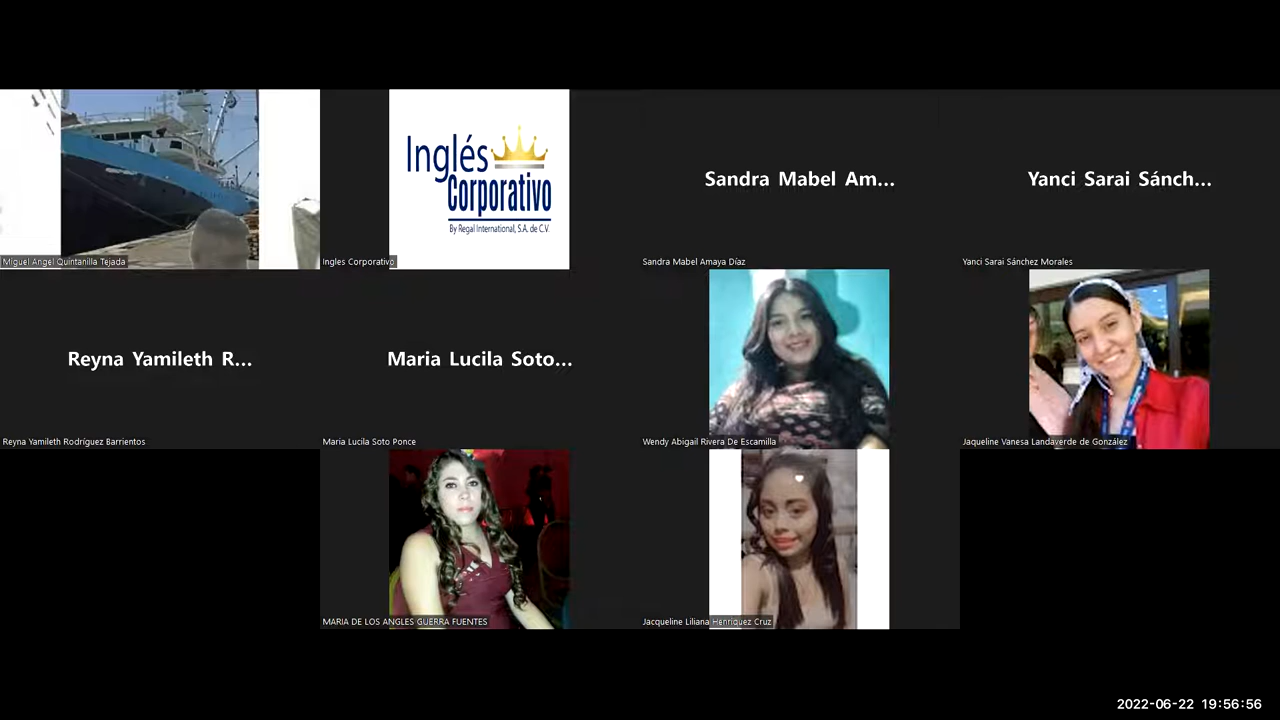 Inglés
Corporativo
By Regal International, S.A. de C.V.
Sandra Mabel Am...
Yanci Sarai Sánch...
Miguel Angel Quintanilla Tejada
Ingles Corporativo
Sandra Mabel Amaya Díaz
Yanci Sarai Sánchez Morales
Reyna Yamileth R...
Maria Lucila Soto...
Reyna Yamileth Rodríguez Barrientos
Maria Lucila Soto Ponce
Wendy Abigail Rivera De Escamilla
Jaqueline Vanesa Landaverde de González
MARIA DE LOS ANGLES GUERRA FUENTES
Jacqueline Liliana Henríquez Cruz
2022-06-22 19:56:56